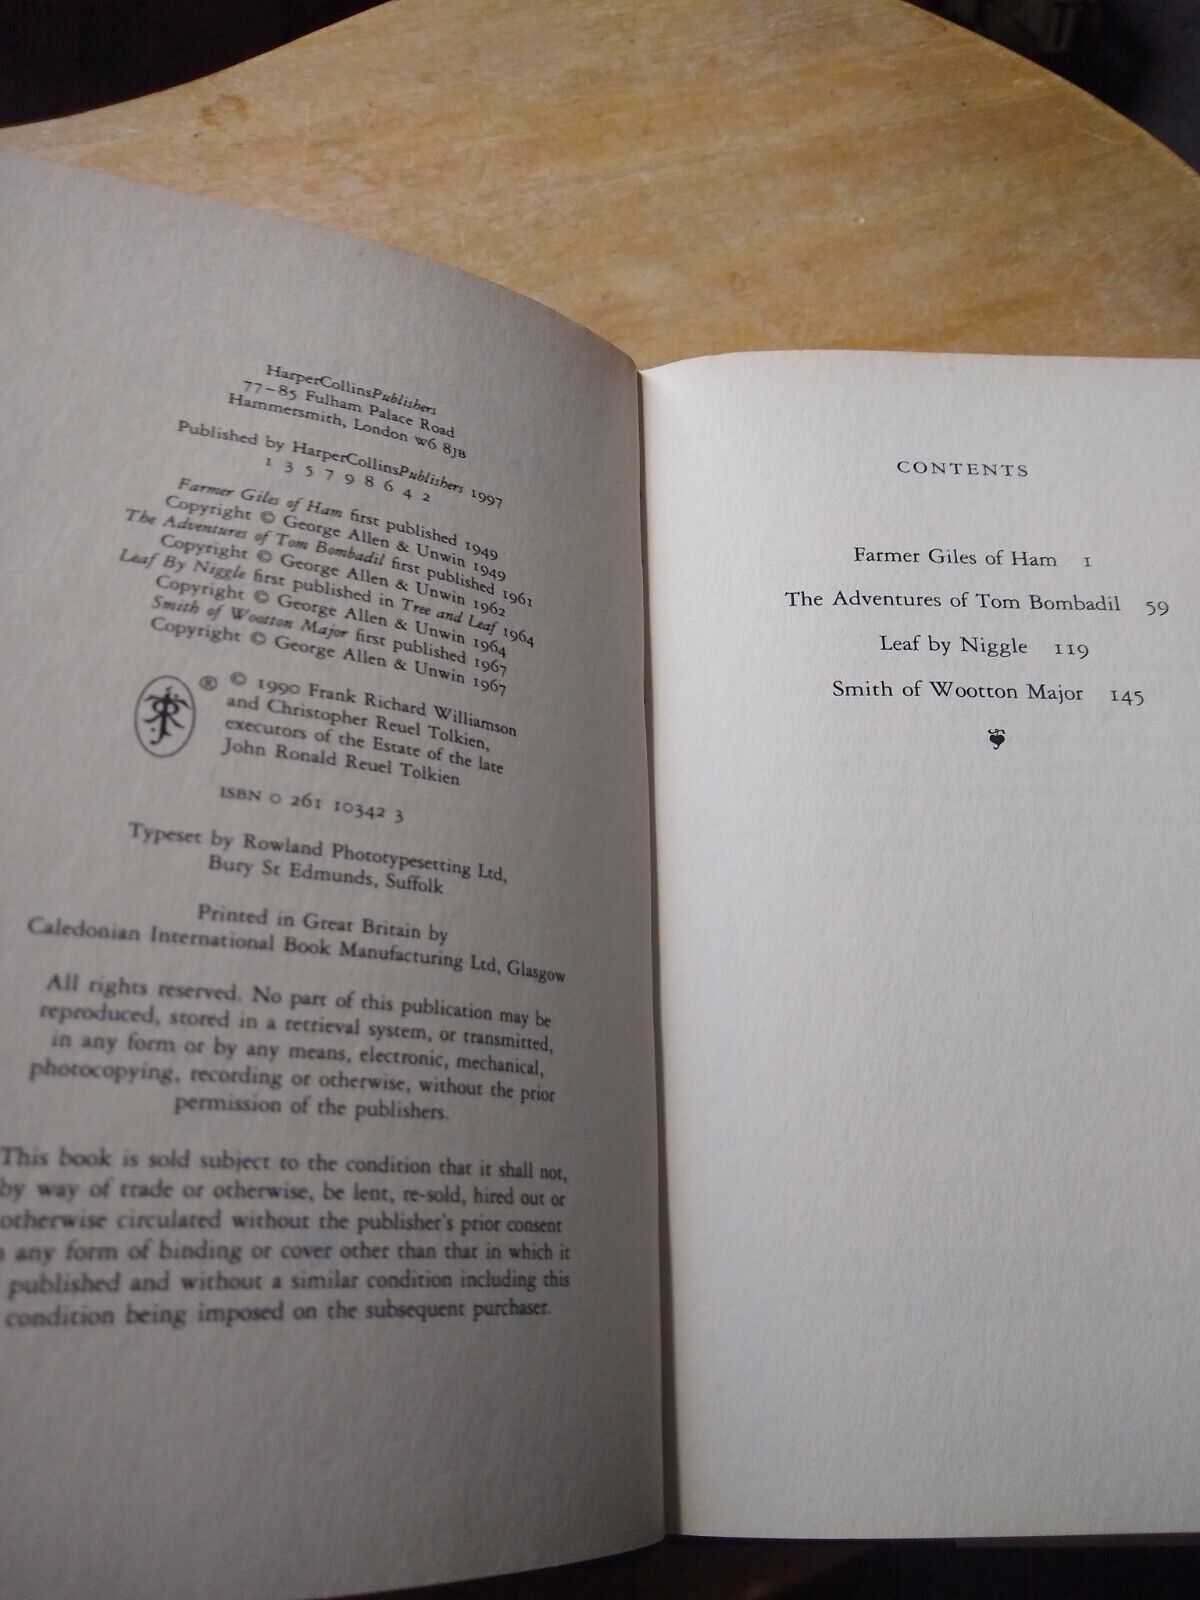 HarperCollinsPublishers
77–85 Fulham Palace Road
Hammersmith, London W6 8JB
Published by HarperCollinsPublishers 1997
1 3 5 7 9 8 6 4 2
Farmer Giles of Ham first published 1949
Copyright © George Allen & Unwin 1949
The Adventures of Tom Bombadil first published 1961
Copyright © George Allen & Unwin 1962
Leaf By Niggle first published in Tree and Leaf 1964
Copyright © George Allen & Unwin 1964
Smith of Wootton Major first published 1967
Copyright © George Allen & Unwin 1967
® © 1990 Frank Richard Williamson
and Christopher Reuel Tolkien,
executors of the Estate of the late
John Ronald Reuel Tolkien
ISBN 0 261 10342 3
Typeset by Rowland Phototypesetting Ltd,
Bury St Edmunds, Suffolk
Printed in Great Britain by
Caledonian International Book Manufacturing Ltd, Glasgow
All rights reserved. No part of this publication may be
reproduced, stored in a retrieval system, or transmitted,
in any form or by any means, electronic, mechanical,
photocopying, recording or otherwise, without the prior
permission of the publishers.
This book is sold subject to the condition that it shall not,
by way of trade or otherwise, be lent, re-sold, hired out or
otherwise circulated without the publisher's prior consent
any form of binding or cover other than that in which it
published and without a similar condition including this
condition being imposed on the subsequent purchaser.
CONTENTS
Farmer Giles of Ham 1
The Adventures of Tom Bombadil 59
Leaf by Niggle 119
Smith of Wootton Major 145